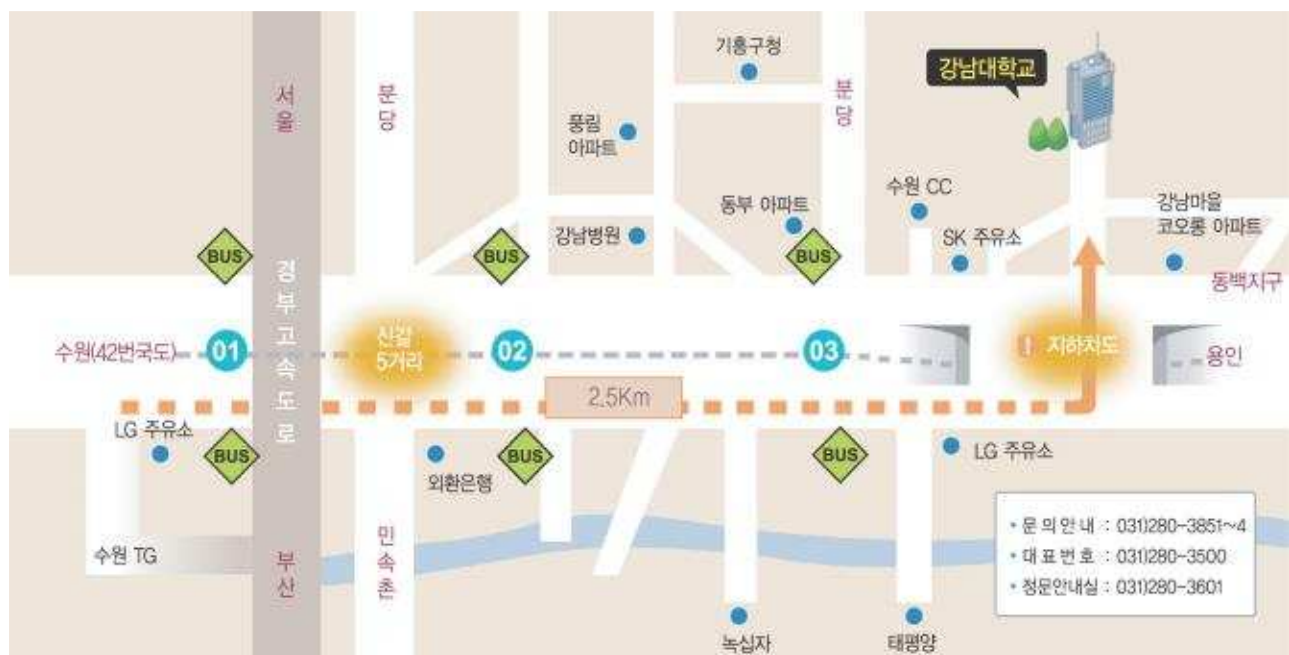 기흥구청
강남대학교
서울
분당
분당
풍림
아파트
수원 CC
동부 아파트
강남마을
코오롱 아파트
강남병원
SK 주유소
BUS
BUS
BUS
동백지구
경부고속도로
신갈
5거리
수원(42번국도)
01
02
03
! 지하차도
용인
2.5Km
LG 주유소
BUS
BUS
BUS
LG 주유소
외환은행
수원 TG
부산
민속촌
• 문의안내 : 031)280-3851~4
• 대표번호 : 031)280-3500
• 정문안내실 : 031)280-3601
녹십자
태평양